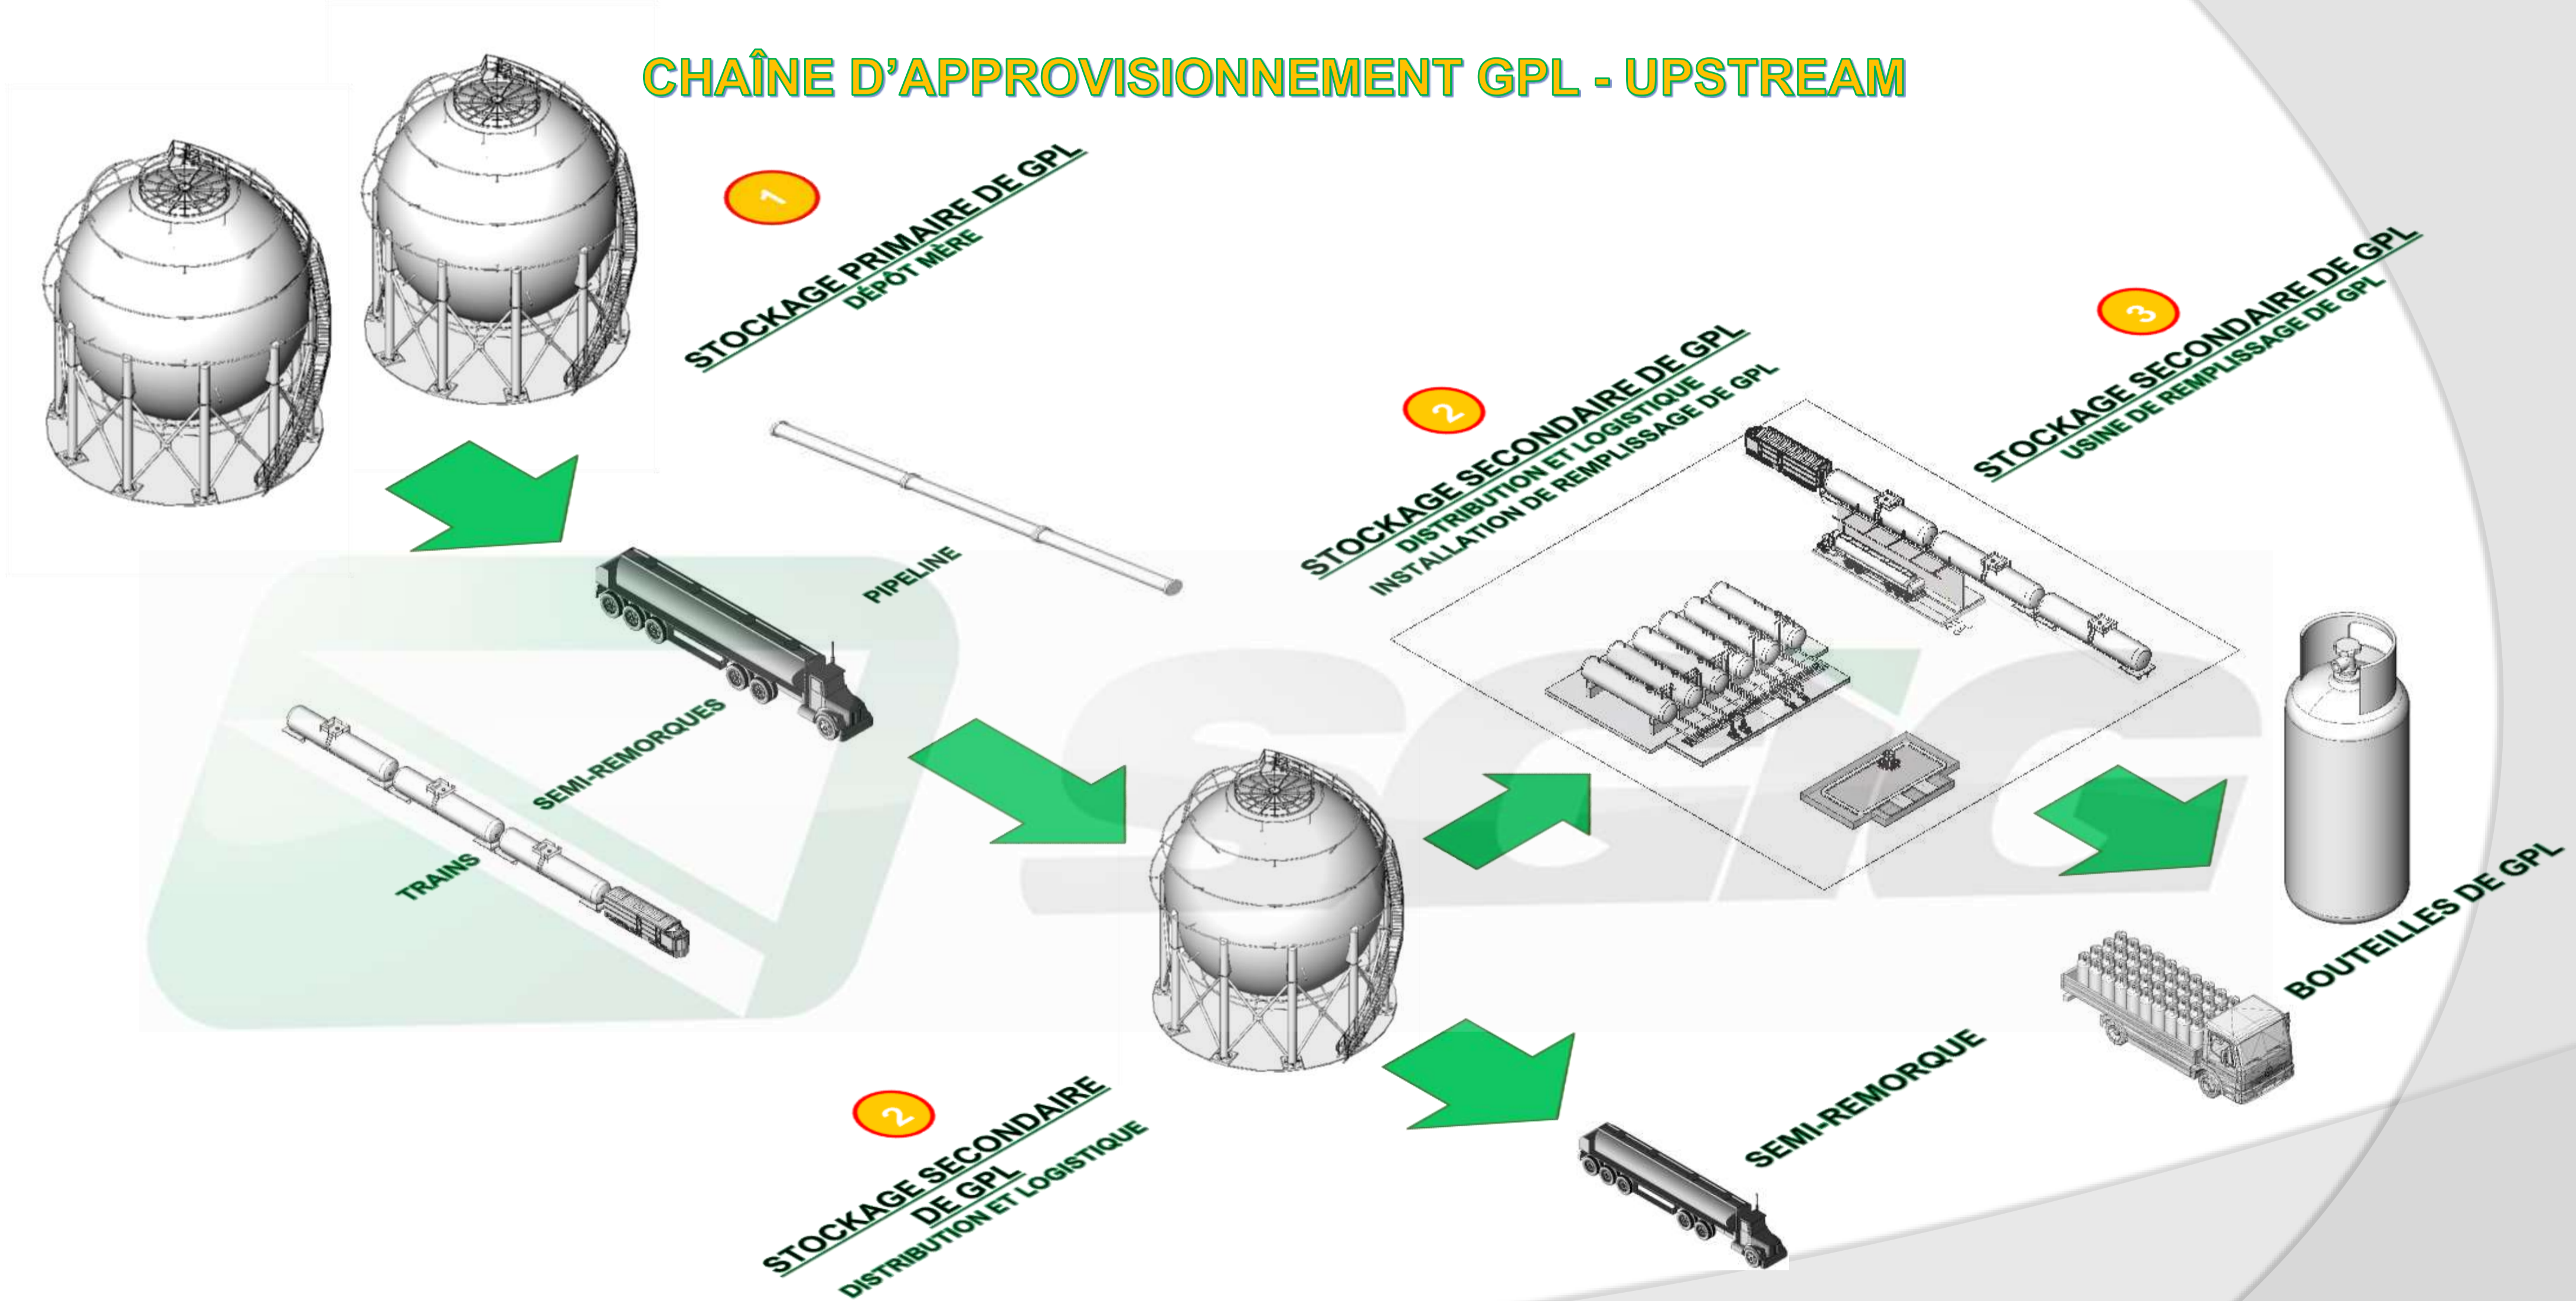 CHAÎNE D'APPROVISIONNEMENT GPL - UPSTREAM
1
STOCKAGE PRIMAIRE DE GPL
DÉPÔT MÈRE
PIPELINE
SEMI-REMORQUES
TRAINS
2
STOCKAGE SECONDAIRE DE GPL
DISTRIBUTION ET LOGISTIQUE
INSTALLATION DE REMPLISSAGE DE GPL
3
STOCKAGE SECONDAIRE DE GPL
USINE DE REMPLISSAGE DE GPL
BOUTEILLES DE GPL
SEMI-REMORQUE
2
STOCKAGE SECONDAIRE
DE GPL
DISTRIBUTION ET LOGISTIQUE